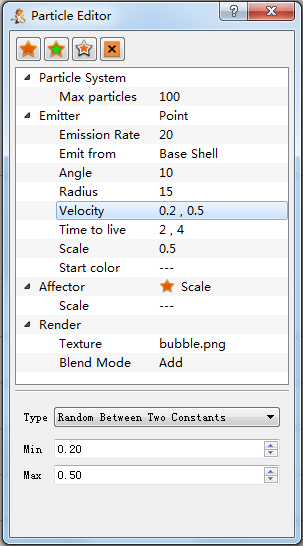 Particle Editor
Particle System
Max particles 100
Emitter Point
Emission Rate 20
Emit from Base Shell
Angle 10
Radius 15
Velocity 0.2 , 0.5
Time to live 2 , 4
Scale 0.5
Start color ---
Affector Scale
Scale ---
Render
Texture bubble.png
Blend Mode Add
Type Random Between Two Constants
Min 0.20
Max 0.50